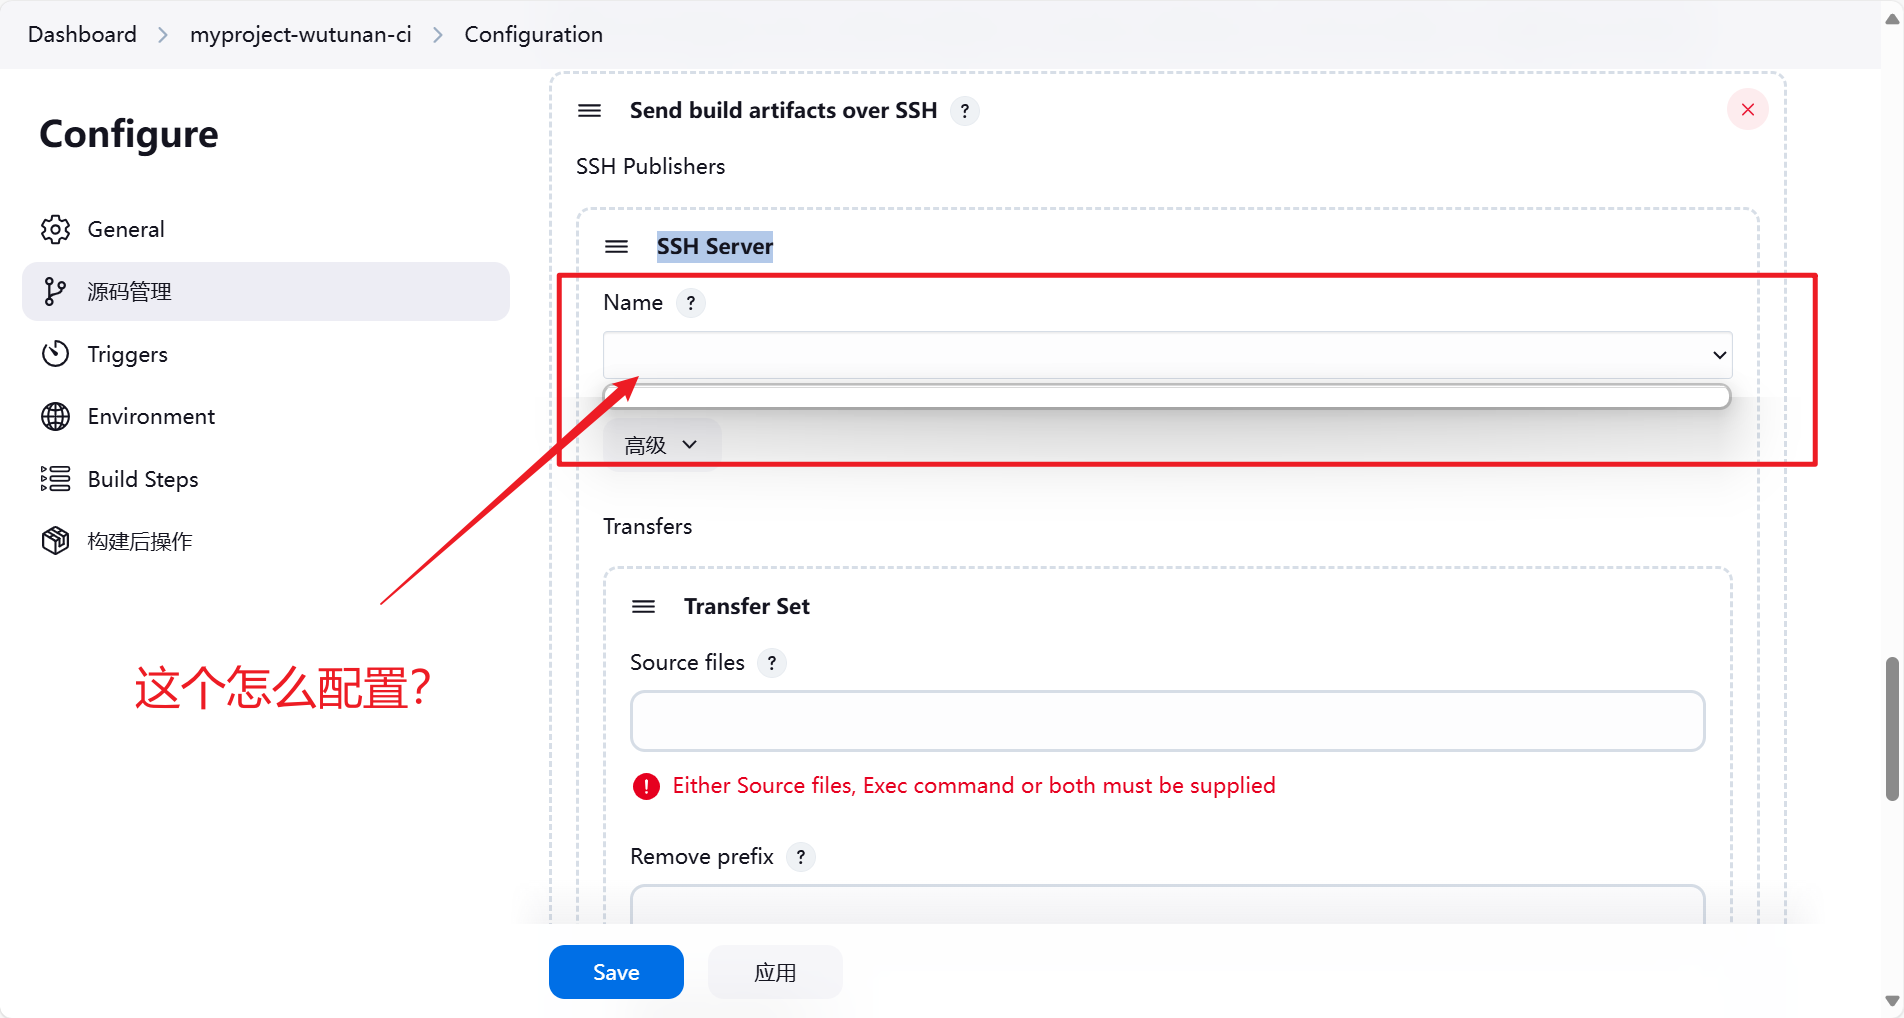 Dashboard > myproject-wutunan-ci > Configuration
Configure
General
源码管理
Triggers
Environment
Build Steps
构建后操作
这个怎么配置？
Send build artifacts over SSH ?
SSH Publishers
SSH Server
Name ?
高级
Transfers
Transfer Set
Source files ?
Either Source files, Exec command or both must be supplied
Remove prefix ?
Save
应用